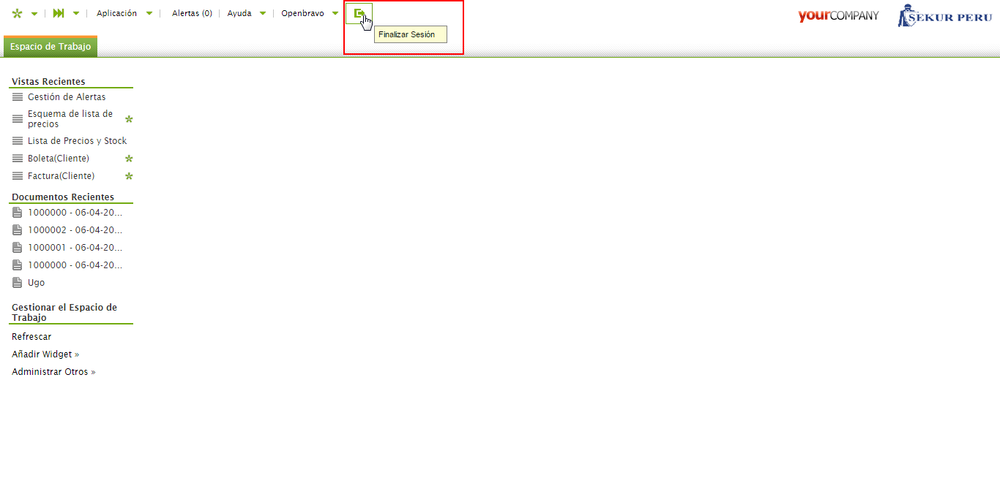 Aplicación
Alertas (0)
Ayuda
Openbravo
Finalizar Sesión
yourCOMPANY
SEKUR PERU
Espacio de Trabajo
Vistas Recientes
Gestión de Alertas
Esquema de lista de
precios
Lista de Precios y Stock
Boleta(Cliente)
Factura(Cliente)
Documentos Recientes
1000000 - 06-04-20...
1000002 - 06-04-20...
1000001 - 06-04-20...
1000000 - 06-04-20...
Ugo
Gestionar el Espacio de
Trabajo
Refrescar
Añadir Widget »
Administrar Otros »